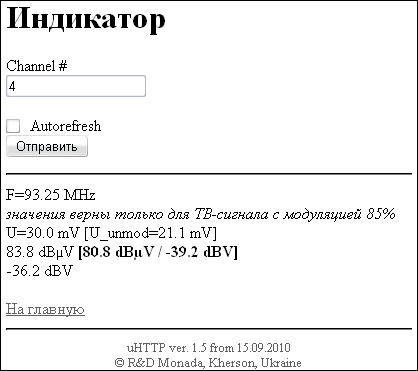 Индикатор
Channel #
4
Autorefresh
Отправить
F=93.25 MHz
значения верны только для ТВ-сигнала с модуляцией 85%
U=30.0 mV [U_unmod=21.1 mV]
83.8 dBµV [80.8 dBµV / -39.2 dBV]
-36.2 dBV
На главную
uHTTP ver. 1.5 from 15.09.2010
© R&D Monada, Kherson, Ukraine